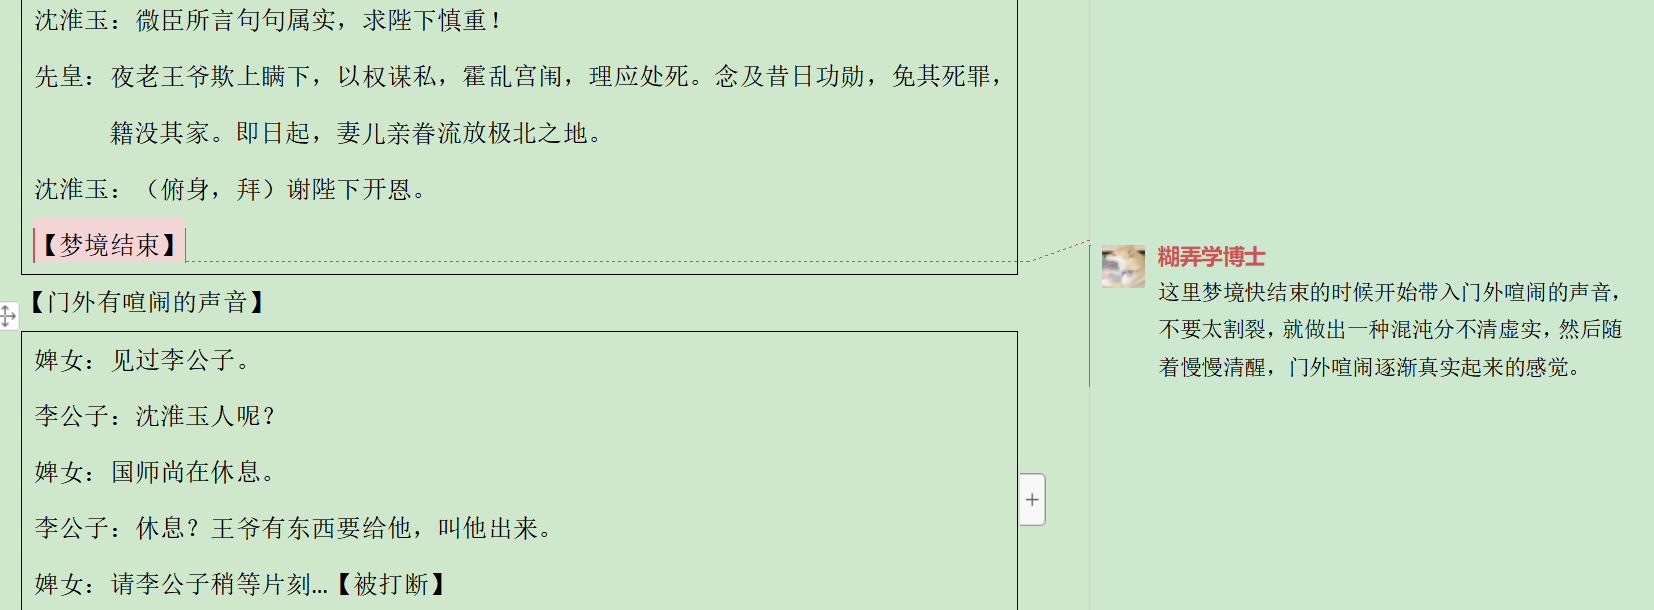 沈淮玉：微臣所言句句属实，求陛下慎重！
先皇：夜老王爷欺上瞒下，以权谋私，霍乱宫闱，理应处死。念及昔日功勋，免其死罪，
籍没其家。即日起，妻儿亲眷流放极北之地。
沈淮玉：（俯身，拜）谢陛下开恩。
【梦境结束】
【门外有喧闹的声音】
婢女：见过李公子。
李公子：沈淮玉人呢？
婢女：国师尚在休息。
李公子：休息？王爷有东西要给他，叫他出来。
婢女：请李公子稍等片刻...【被打断】
糊弄学博士
这里梦境快结束的时候开始带入门外喧闹的声音，
不要太割裂，就做出一种混沌分不清虚实，然后随
着慢慢清醒，门外喧闹逐渐真实起来的感觉。